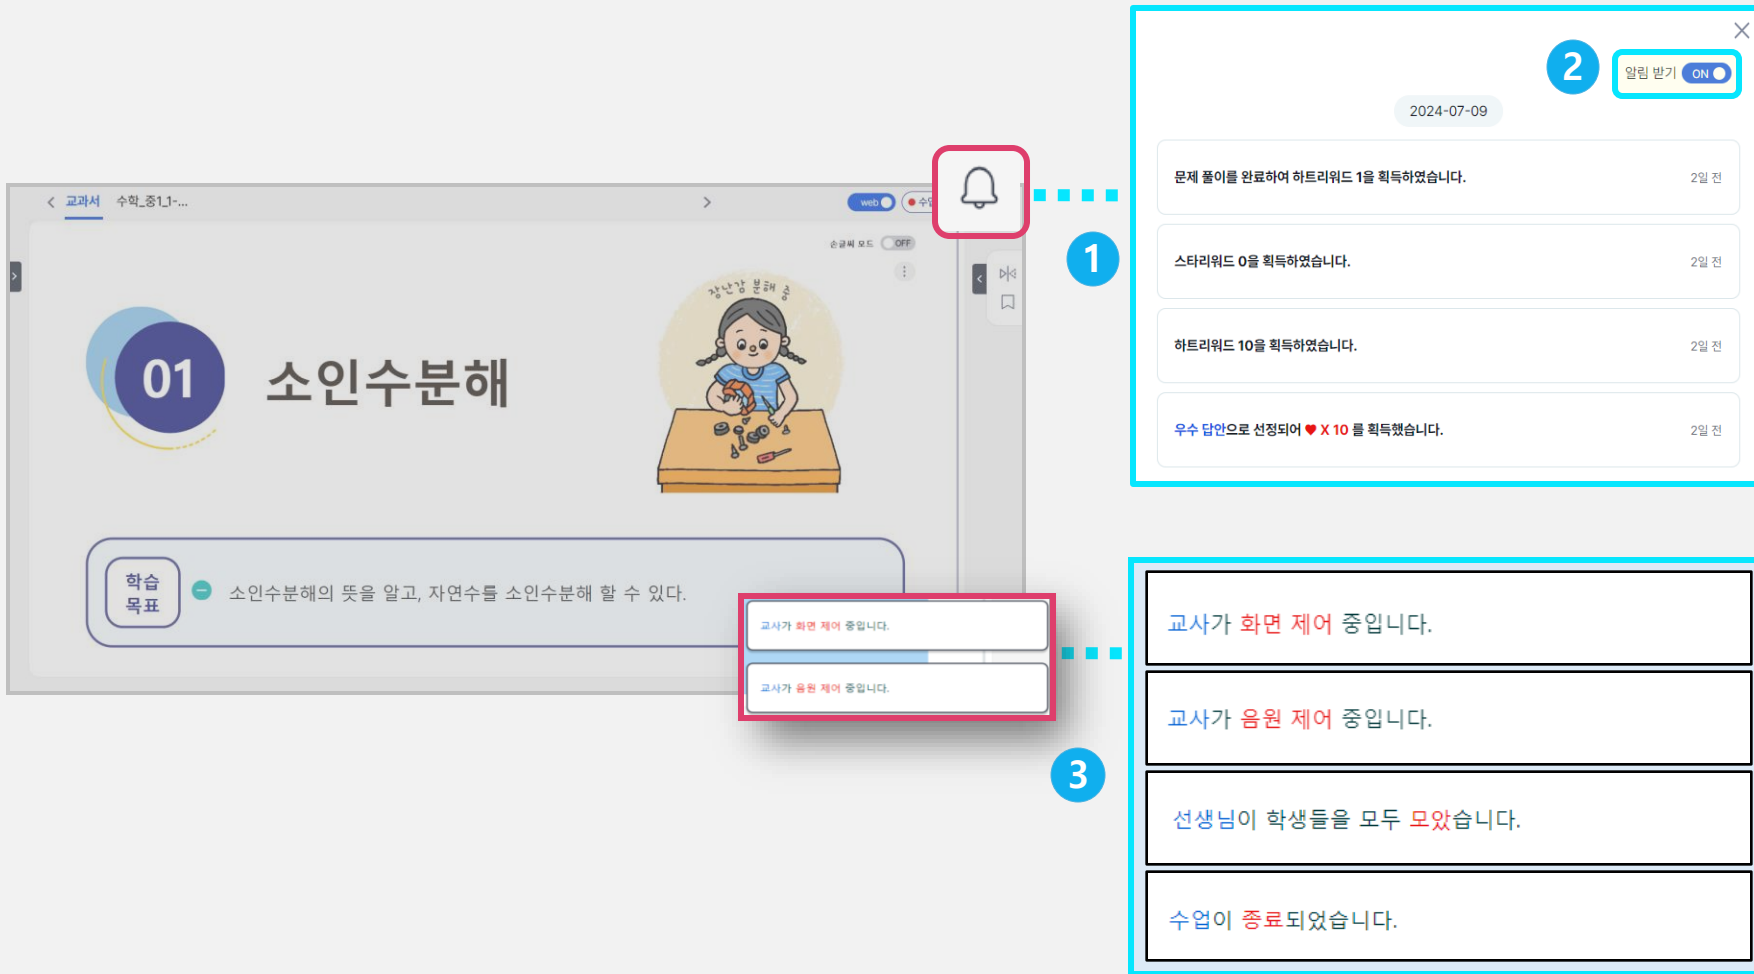 교과서 수학_중1_1-...
web
손글씨 모드 OFF
01
소인수분해
장난감 분해 중
학습
목표
소인수분해의 뜻을 알고, 자연수를 소인수분해 할 수 있다.
교사가 화면 제어 중입니다.
교사가 음원 제어 중입니다.
1
2
알림 받기 ON
2024-07-09
문제 풀이를 완료하여 하트리워드 1을 획득하였습니다. 2일 전
스타리워드 0을 획득하였습니다. 2일 전
하트리워드 10을 획득하였습니다. 2일 전
우수 답안으로 선정되어 ♥ X 10 를 획득했습니다. 2일 전
3
교사가 화면 제어 중입니다.
교사가 음원 제어 중입니다.
선생님이 학생들을 모두 모았습니다.
수업이 종료되었습니다.